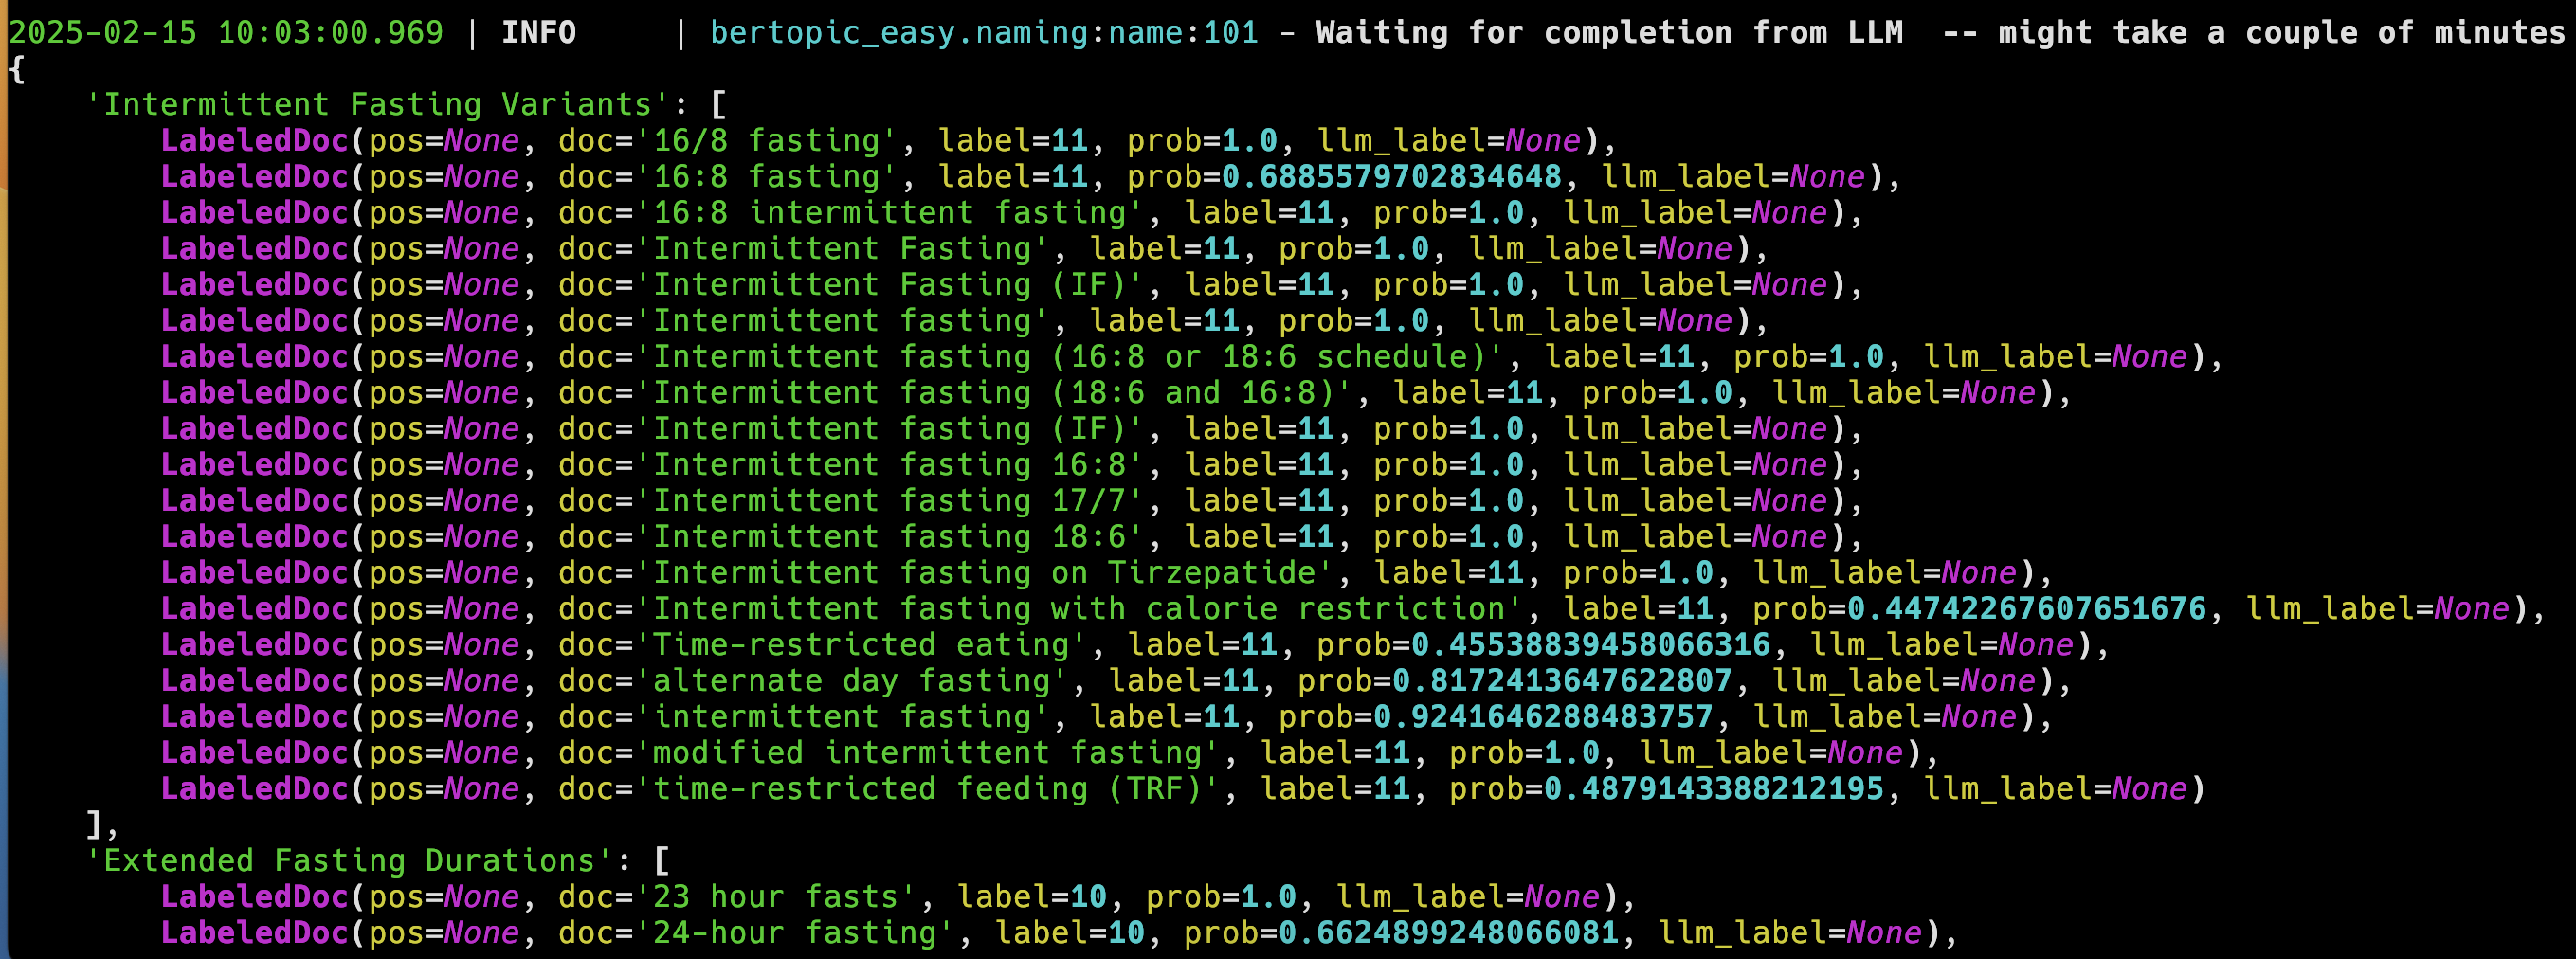 2025-02-15 10:03:00.969 | INFO     | bertopic_easy.naming:name:101 - Waiting for completion from LLM  -- might take a couple of minutes
{
    'Intermittent Fasting Variants': [
        LabeledDoc(pos=None, doc='16/8 fasting', label=11, prob=1.0, llm_label=None),
        LabeledDoc(pos=None, doc='16:8 fasting', label=11, prob=0.6885579702834648, llm_label=None),
        LabeledDoc(pos=None, doc='16:8 intermittent fasting', label=11, prob=1.0, llm_label=None),
        LabeledDoc(pos=None, doc='Intermittent Fasting', label=11, prob=1.0, llm_label=None),
        LabeledDoc(pos=None, doc='Intermittent Fasting (IF)', label=11, prob=1.0, llm_label=None),
        LabeledDoc(pos=None, doc='Intermittent fasting', label=11, prob=1.0, llm_label=None),
        LabeledDoc(pos=None, doc='Intermittent fasting (16:8 or 18:6 schedule)', label=11, prob=1.0, llm_label=None),
        LabeledDoc(pos=None, doc='Intermittent fasting (18:6 and 16:8)', label=11, prob=1.0, llm_label=None),
        LabeledDoc(pos=None, doc='Intermittent fasting (IF)', label=11, prob=1.0, llm_label=None),
        LabeledDoc(pos=None, doc='Intermittent fasting 16:8', label=11, prob=1.0, llm_label=None),
        LabeledDoc(pos=None, doc='Intermittent fasting 17/7', label=11, prob=1.0, llm_label=None),
        LabeledDoc(pos=None, doc='Intermittent fasting 18:6', label=11, prob=1.0, llm_label=None),
        LabeledDoc(pos=None, doc='Intermittent fasting on Tirzepatide', label=11, prob=1.0, llm_label=None),
        LabeledDoc(pos=None, doc='Intermittent fasting with calorie restriction', label=11, prob=0.44742267607651676, llm_label=None),
        LabeledDoc(pos=None, doc='Time-restricted eating', label=11, prob=0.45538839458066316, llm_label=None),
        LabeledDoc(pos=None, doc='alternate day fasting', label=11, prob=0.8172413647622807, llm_label=None),
        LabeledDoc(pos=None, doc='intermittent fasting', label=11, prob=0.9241646288483757, llm_label=None),
        LabeledDoc(pos=None, doc='modified intermittent fasting', label=11, prob=1.0, llm_label=None),
        LabeledDoc(pos=None, doc='time-restricted feeding (TRF)', label=11, prob=0.4879143388212195, llm_label=None)
    ],
    'Extended Fasting Durations': [
        LabeledDoc(pos=None, doc='23 hour fasts', label=10, prob=1.0, llm_label=None),
        LabeledDoc(pos=None, doc='24-hour fasting', label=10, prob=0.6624899248066081, llm_label=None),